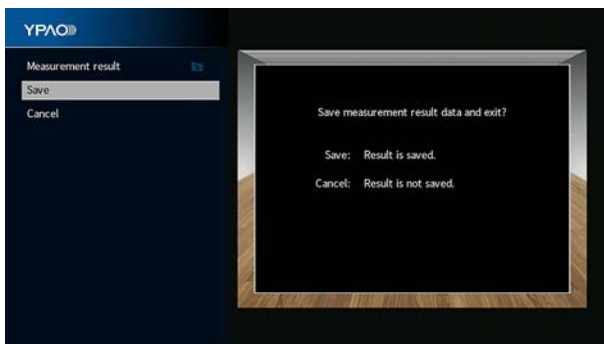 YPAO
Measurement result
Save
Cancel
Save measurement result data and exit?
Save: Result is saved.
Cancel: Result is not saved.